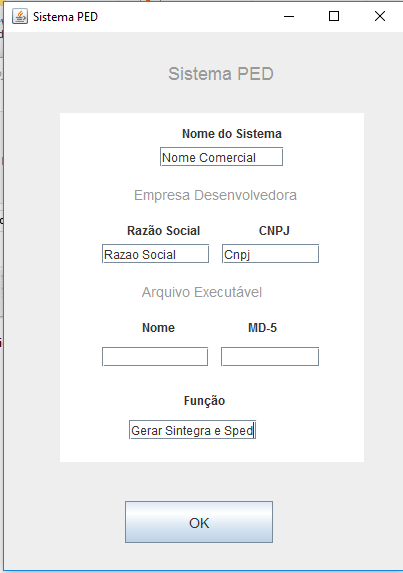 Sistema PED
Sistema PED
Nome do Sistema
Nome Comercial
Empresa Desenvolvedora
Razão Social CNPJ
Razao Social Cnpj
Arquivo Executável
Nome MD-5
Função
Gerar Sintegra e Sped
OK